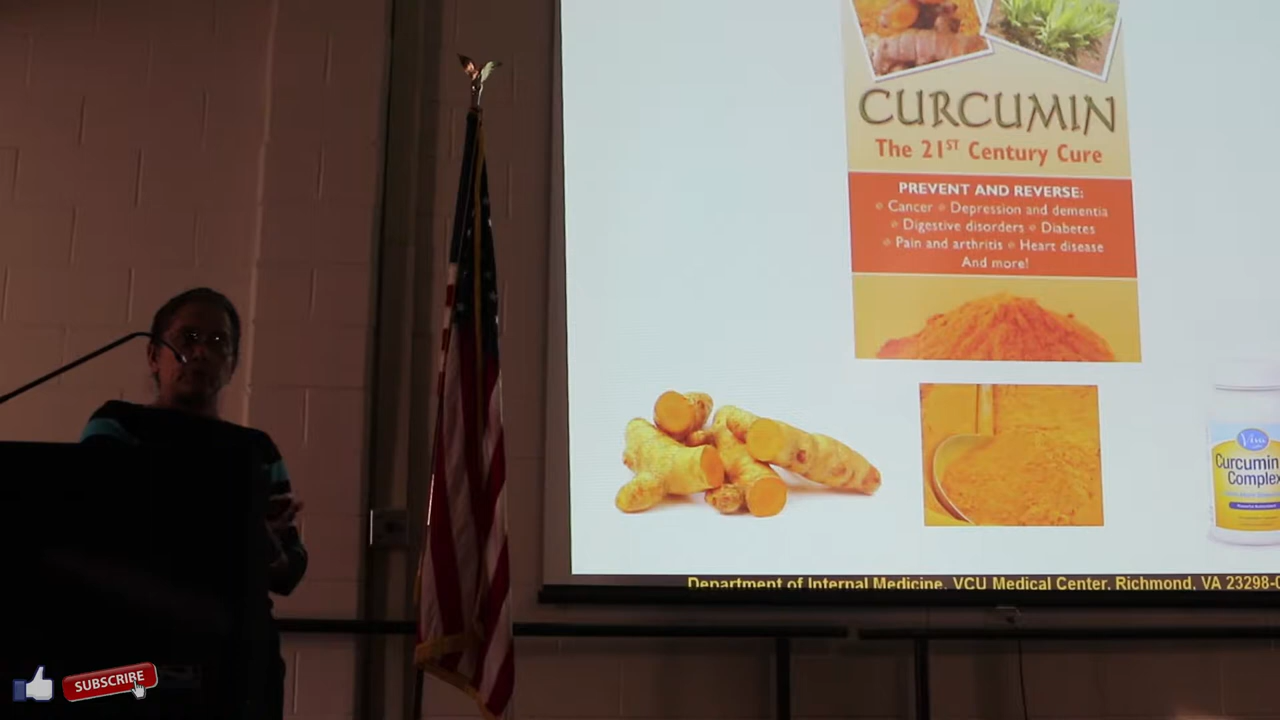 CURCUMIN
The 21ST Century Cure
PREVENT AND REVERSE:
Cancer Depression and dementia
Digestive disorders Diabetes
Pain and arthritis Heart disease
And more!
Curcumin
Complex
Department of Internal Medicine, VCU Medical Center, Richmond, VA 23298-0
SUBSCRIBE